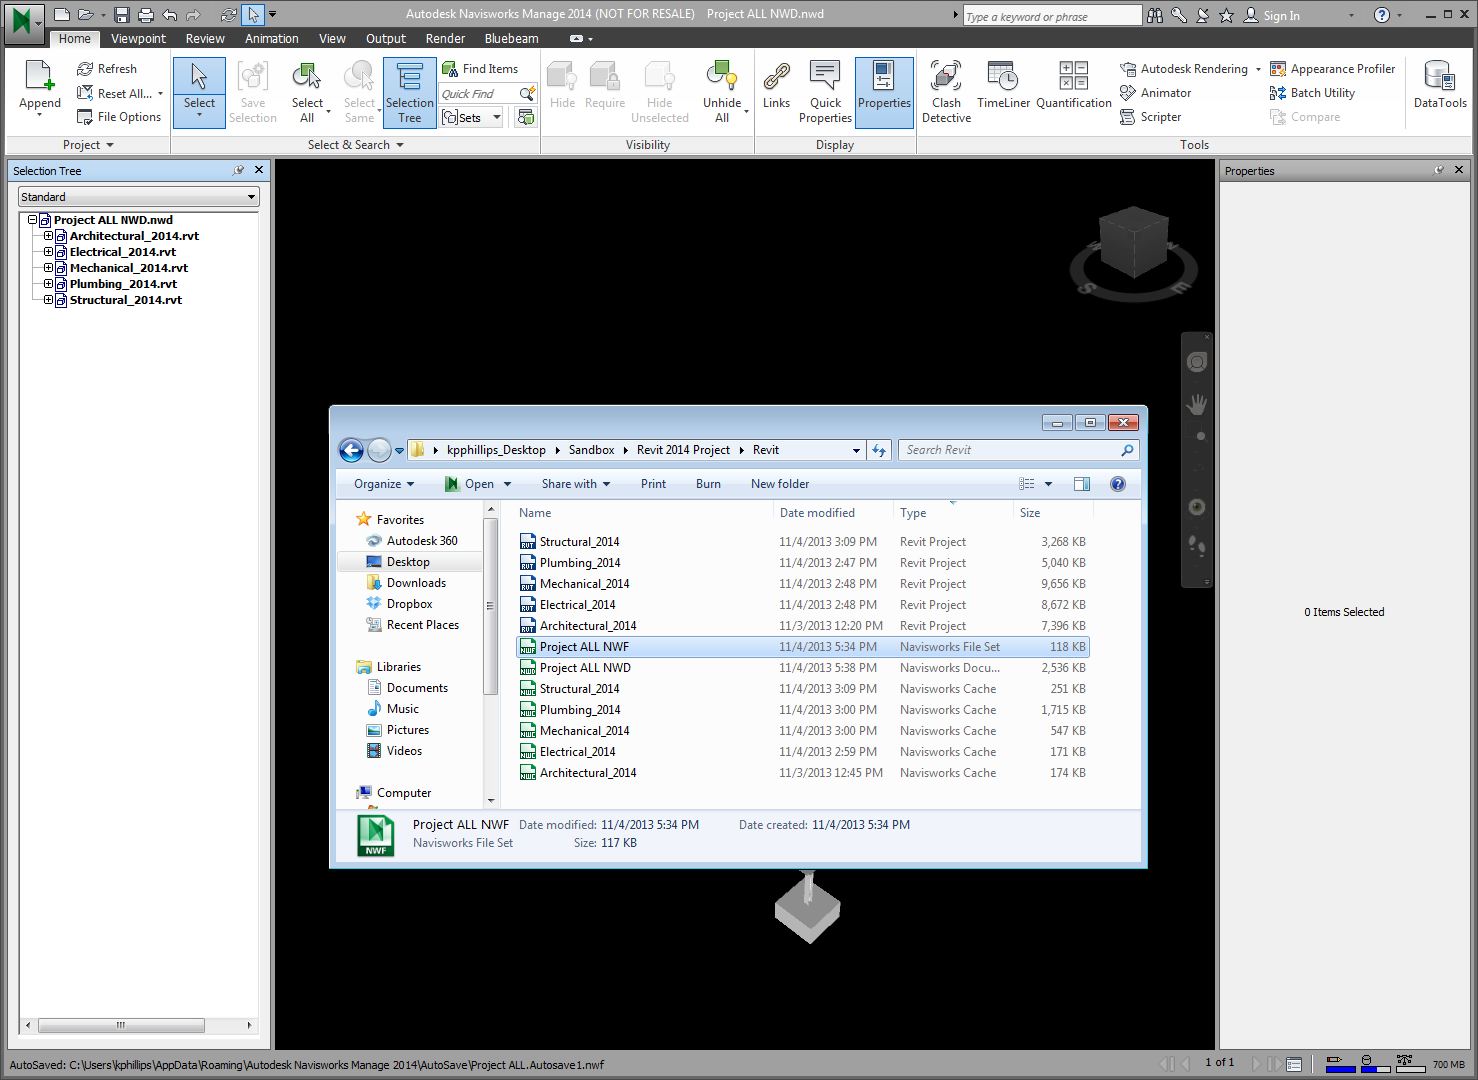 Autodesk Navisworks Manage 2014 (NOT FOR RESALE) Project ALL NWD.nwd
Type a keyword or phrase
Sign In
Home Viewpoint Review Animation View Output Render Bluebeam
Append
Refresh
Reset All...
File Options
Project
Select
Save Selection
Select All
Select Same
Selection Tree
Find Items
Quick Find
Sets
Select & Search
Hide
Require
Hide Unselected
Unhide All
Visibility
Links
Quick Properties
Properties
Display
Clash Detective
TimeLiner
Quantification
Autodesk Rendering
Animator
Scripter
Appearance Profiler
Batch Utility
Compare
Tools
DataTools
Selection Tree
Standard
Project ALL NWD.nwd
Architectural_2014.rvt
Electrical_2014.rvt
Mechanical_2014.rvt
Plumbing_2014.rvt
Structural_2014.rvt
S
E
Properties
0 Items Selected
kpphillips_Desktop Sandbox Revit 2014 Project Revit
Search Revit
Organize Open Share with Print Burn New folder
Favorites
Autodesk 360
Desktop
Downloads
Dropbox
Recent Places
Libraries
Documents
Music
Pictures
Videos
Computer
Name Date modified Type Size
Structural_2014 11/4/2013 3:09 PM Revit Project 3,268 KB
Plumbing_2014 11/4/2013 2:47 PM Revit Project 5,040 KB
Mechanical_2014 11/4/2013 2:48 PM Revit Project 9,656 KB
Electrical_2014 11/4/2013 2:48 PM Revit Project 8,672 KB
Architectural_2014 11/3/2013 12:20 PM Revit Project 7,396 KB
Project ALL NWF 11/4/2013 5:34 PM Navisworks File Set 118 KB
Project ALL NWD 11/4/2013 5:38 PM Navisworks Docu... 2,536 KB
Structural_2014 11/4/2013 3:09 PM Navisworks Cache 251 KB
Plumbing_2014 11/4/2013 3:00 PM Navisworks Cache 1,715 KB
Mechanical_2014 11/4/2013 3:00 PM Navisworks Cache 547 KB
Electrical_2014 11/4/2013 2:59 PM Navisworks Cache 171 KB
Architectural_2014 11/3/2013 12:45 PM Navisworks Cache 174 KB
NWF
Project ALL NWF Date modified: 11/4/2013 5:34 PM Date created: 11/4/2013 5:34 PM
Navisworks File Set Size: 117 KB
AutoSaved: C:\Users\kphillips\AppData\Roaming\Autodesk Navisworks Manage 2014\AutoSave\Project ALL.Autosave1.nwf
1 of 1
700 MB